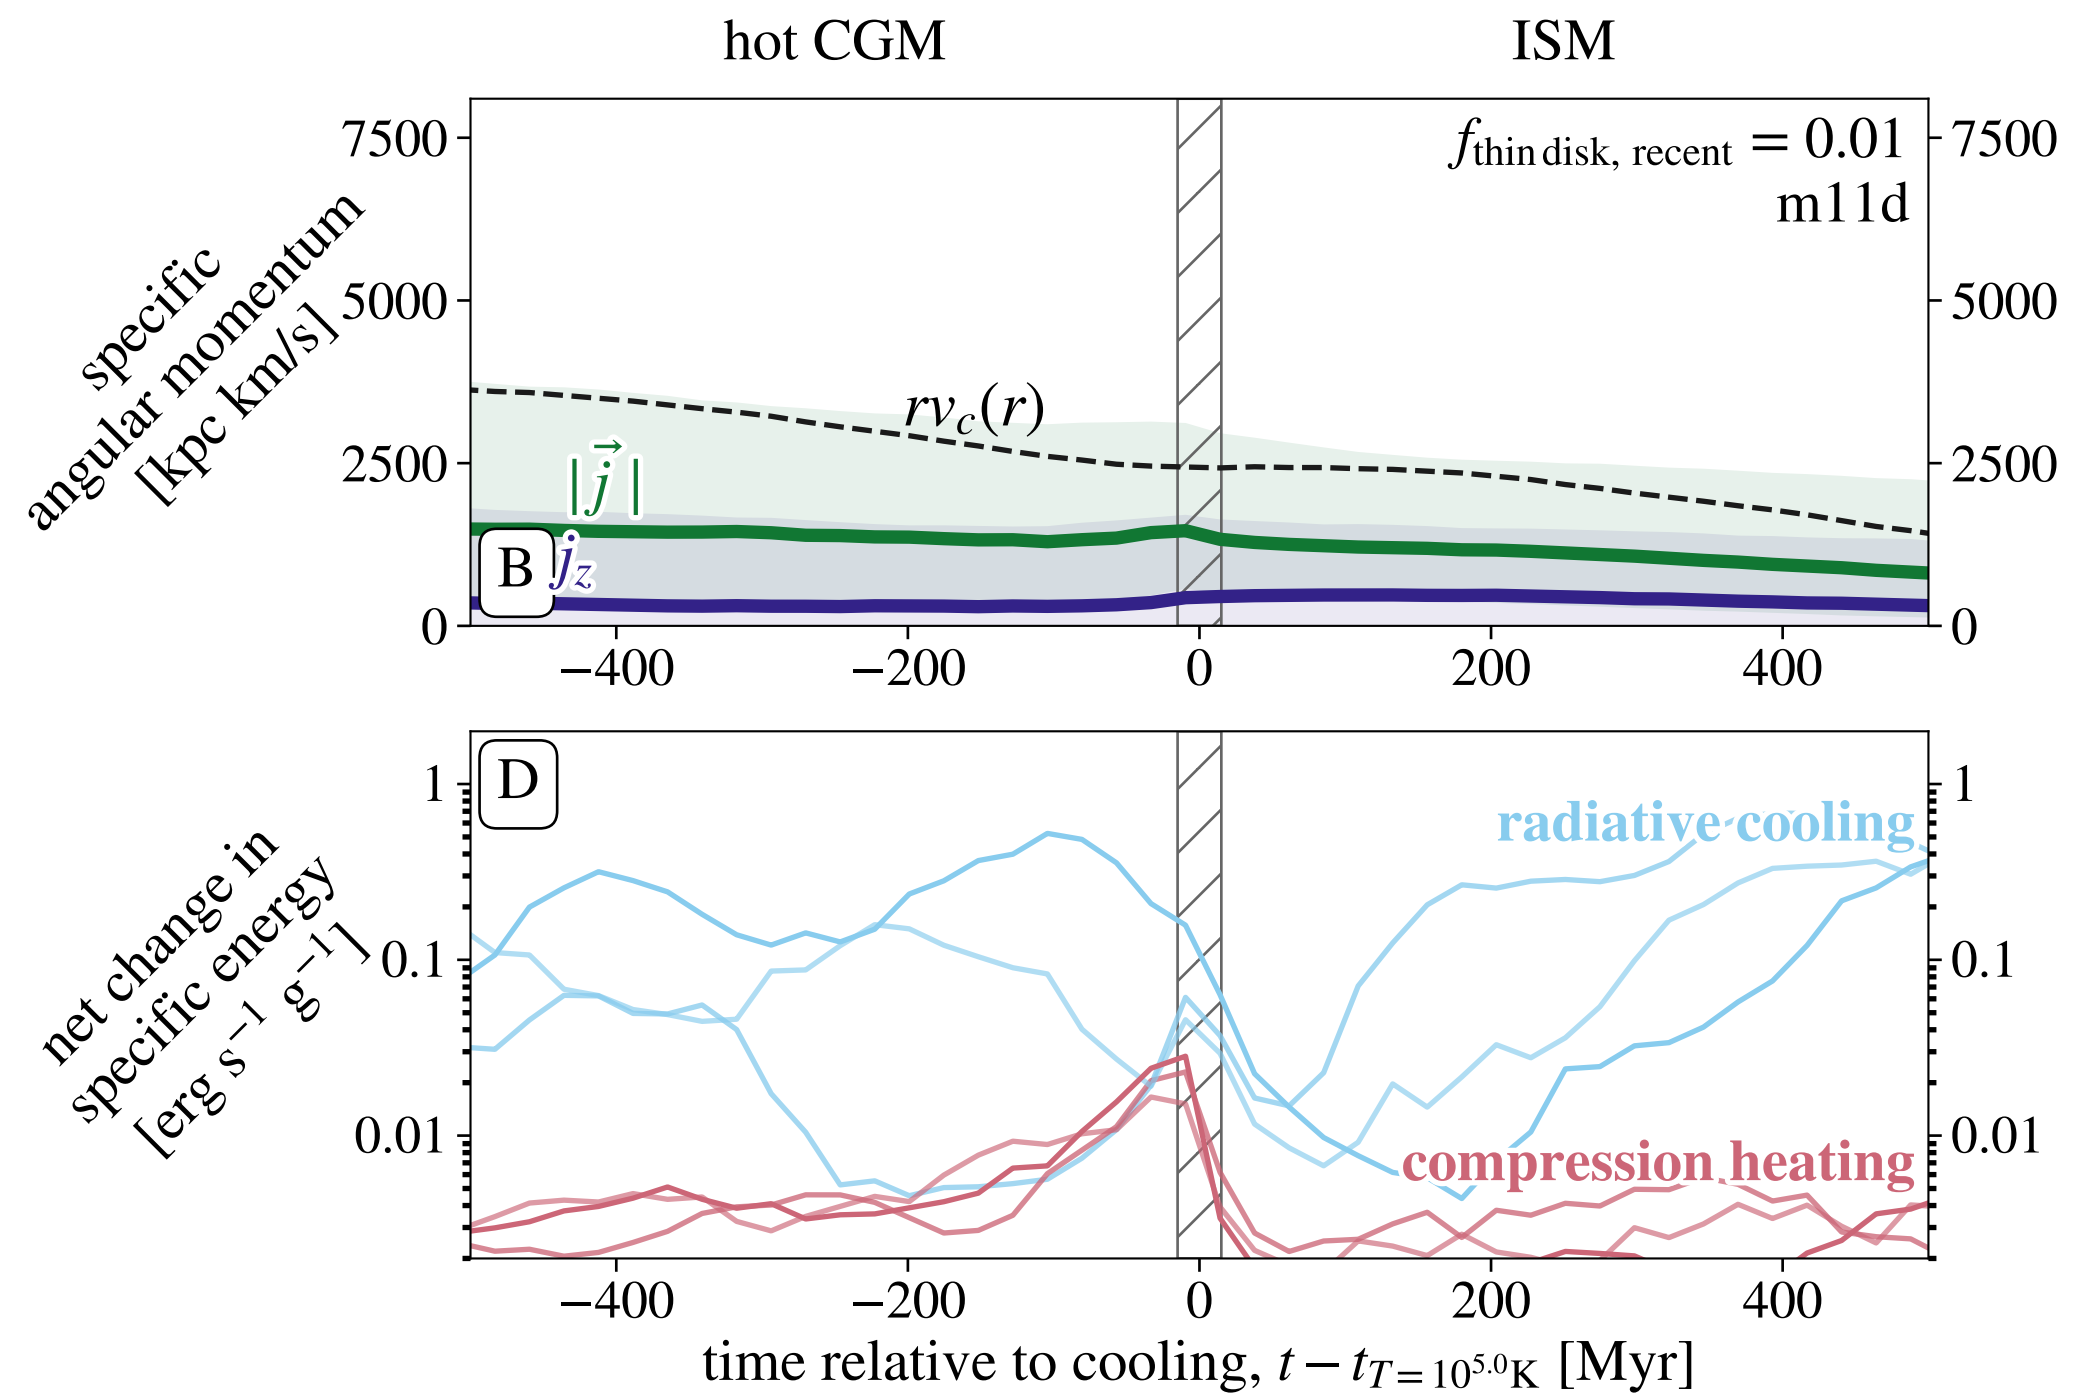 hot CGM
ISM
specific
angular momentum
[kpc km/s]
7500
5000
2500
0
7500
5000
2500
0
f_thin disk, recent = 0.01
m11d
rv_c(r)
|j⃗|
j_z
B
−400 −200 0 200 400
net change in
specific energy
[erg s⁻¹ g⁻¹]
1
0.1
0.01
1
0.1
0.01
D
radiative cooling
compression heating
−400 −200 0 200 400
time relative to cooling, t − t_{T = 10^{5.0} K} [Myr]